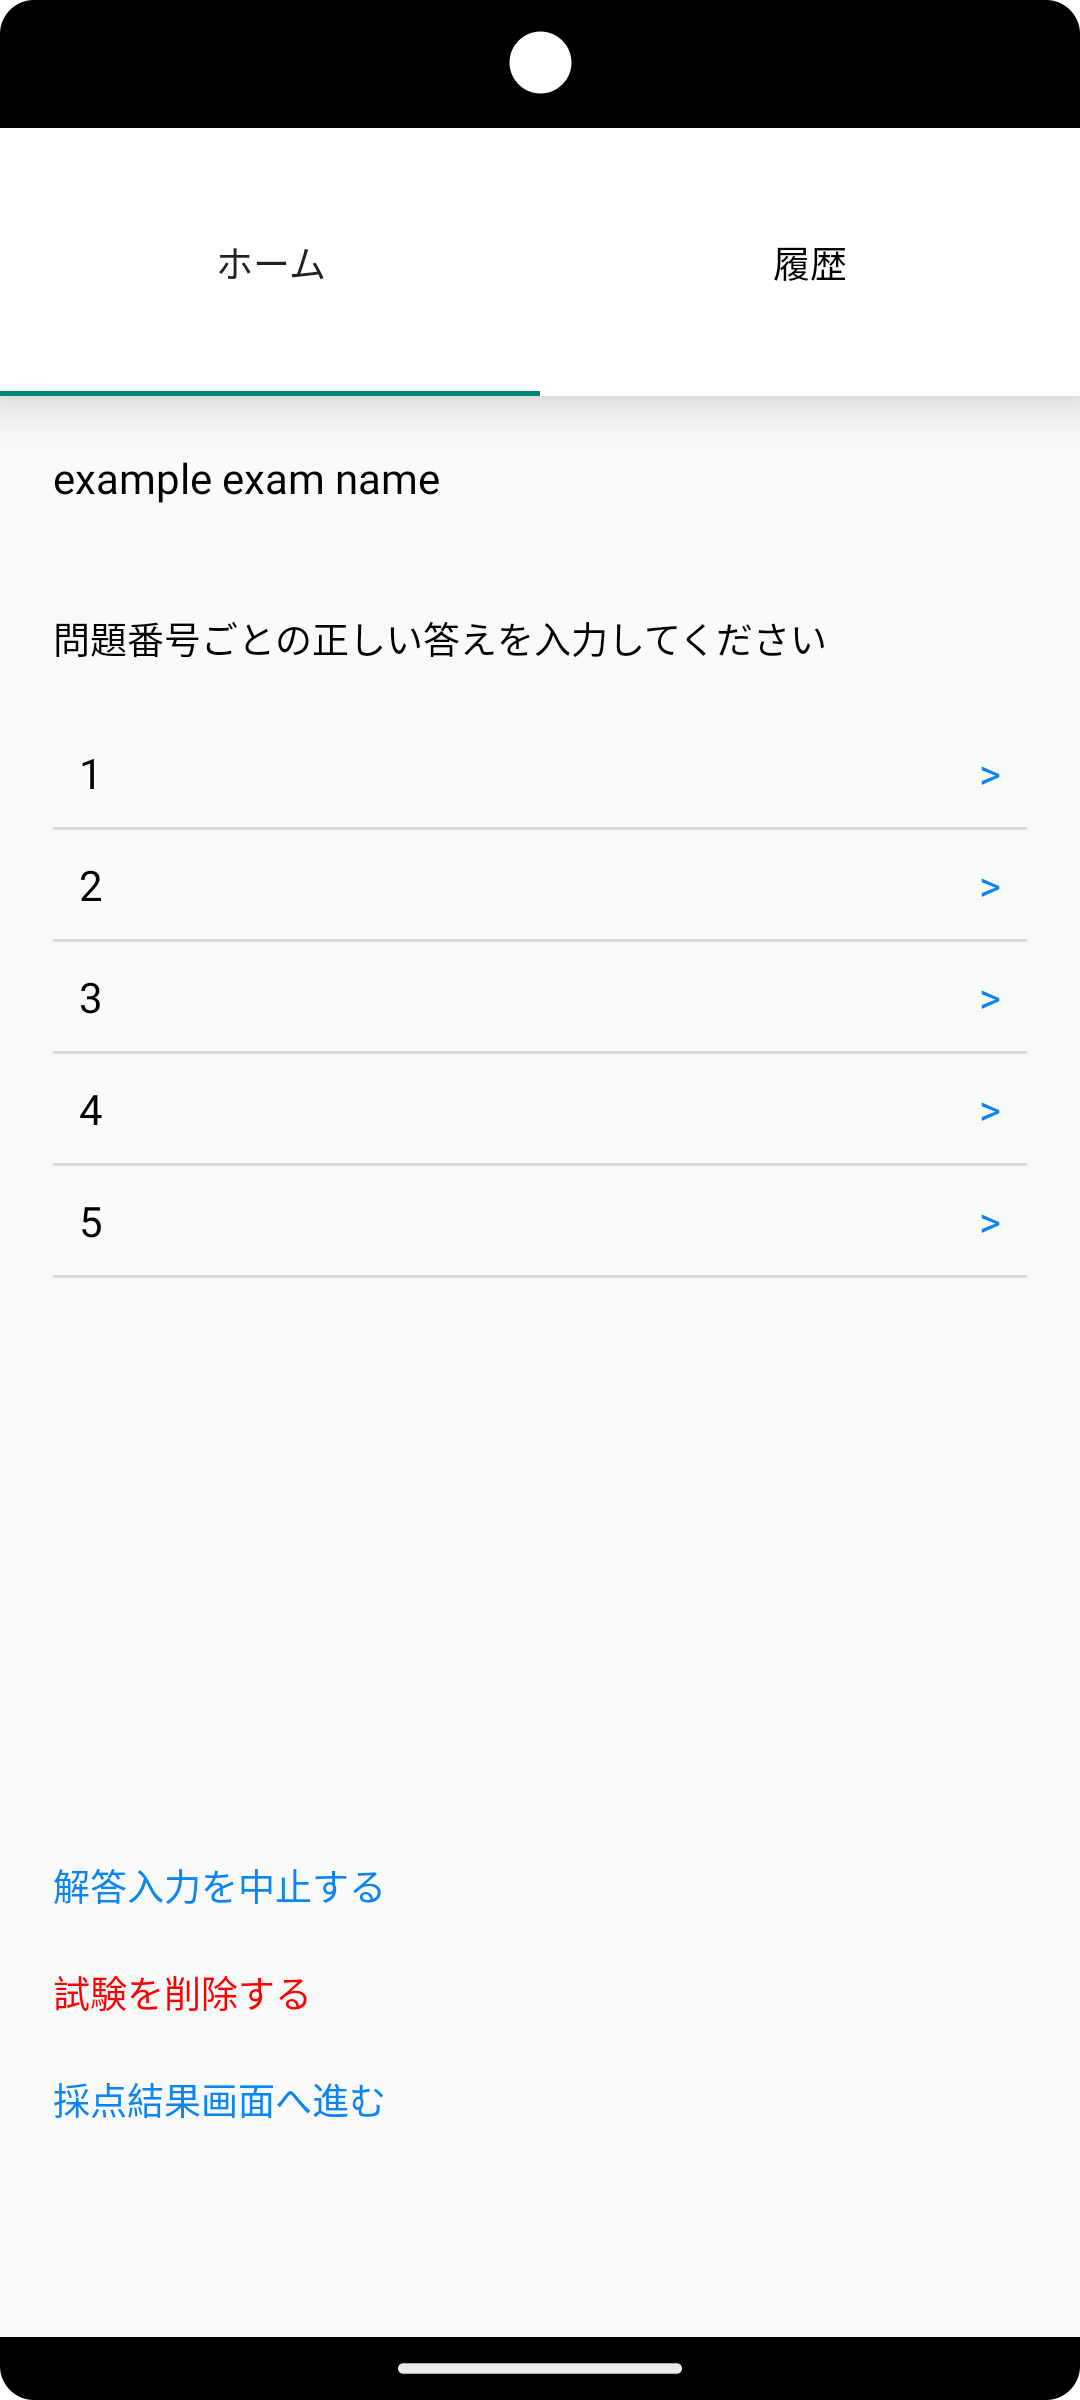 ホーム
履歴
example exam name
問題番号ごとの正しい答えを入力してください
1 >
2 >
3 >
4 >
5 >
解答入力を中止する
試験を削除する
採点結果画面へ進む